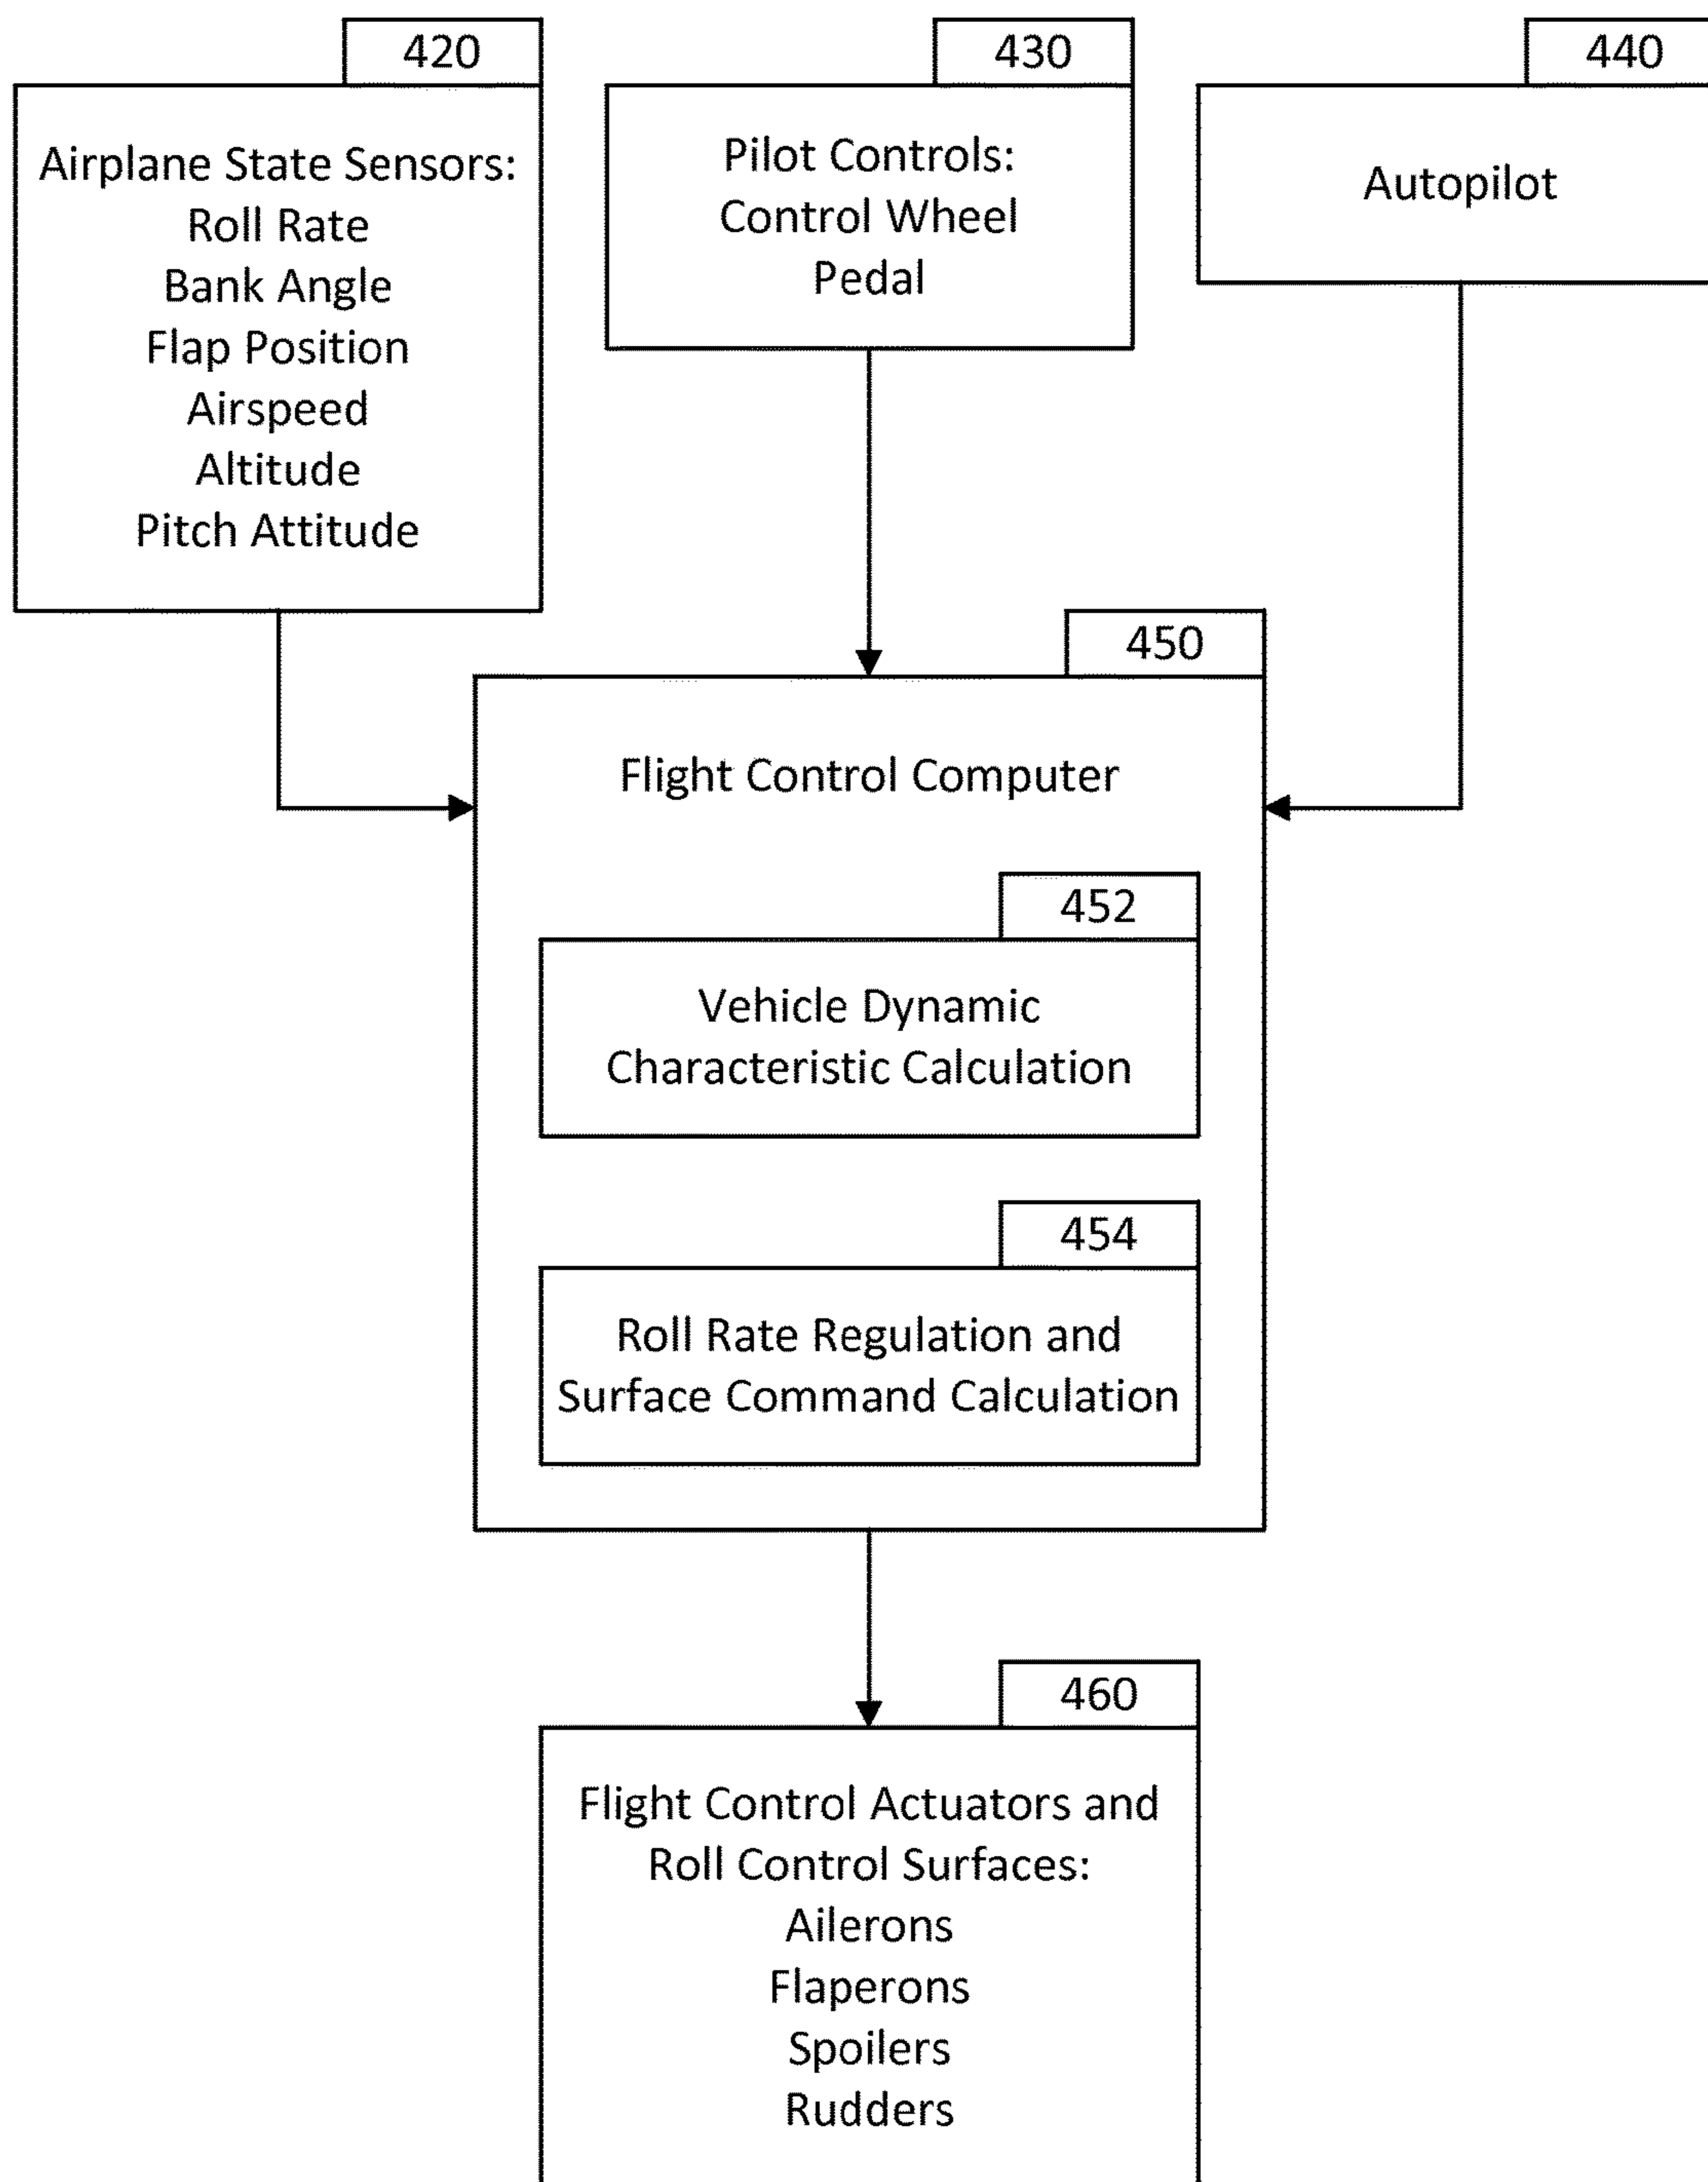 420
Airplane State Sensors:
Roll Rate
Bank Angle
Flap Position
Airspeed
Altitude
Pitch Attitude
430
Pilot Controls:
Control Wheel
Pedal
440
Autopilot
450
Flight Control Computer
452
Vehicle Dynamic
Characteristic Calculation
454
Roll Rate Regulation and
Surface Command Calculation
460
Flight Control Actuators and
Roll Control Surfaces:
Ailerons
Flaperons
Spoilers
Rudders